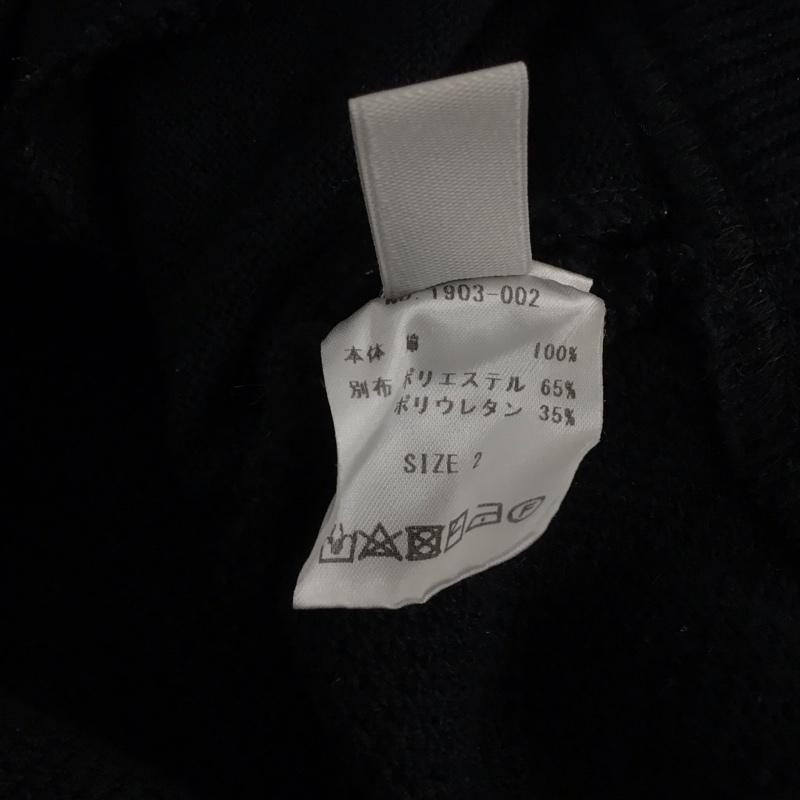 NO. 1903-002
本体 綿 100%
別布 ポリエステル 65%
ポリウレタン 35%
SIZE 2
F